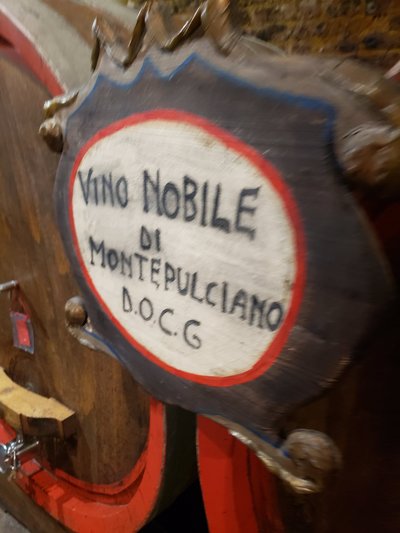 VINO NOBILE
DI
MONTEPULCIANO
D.O.C.G